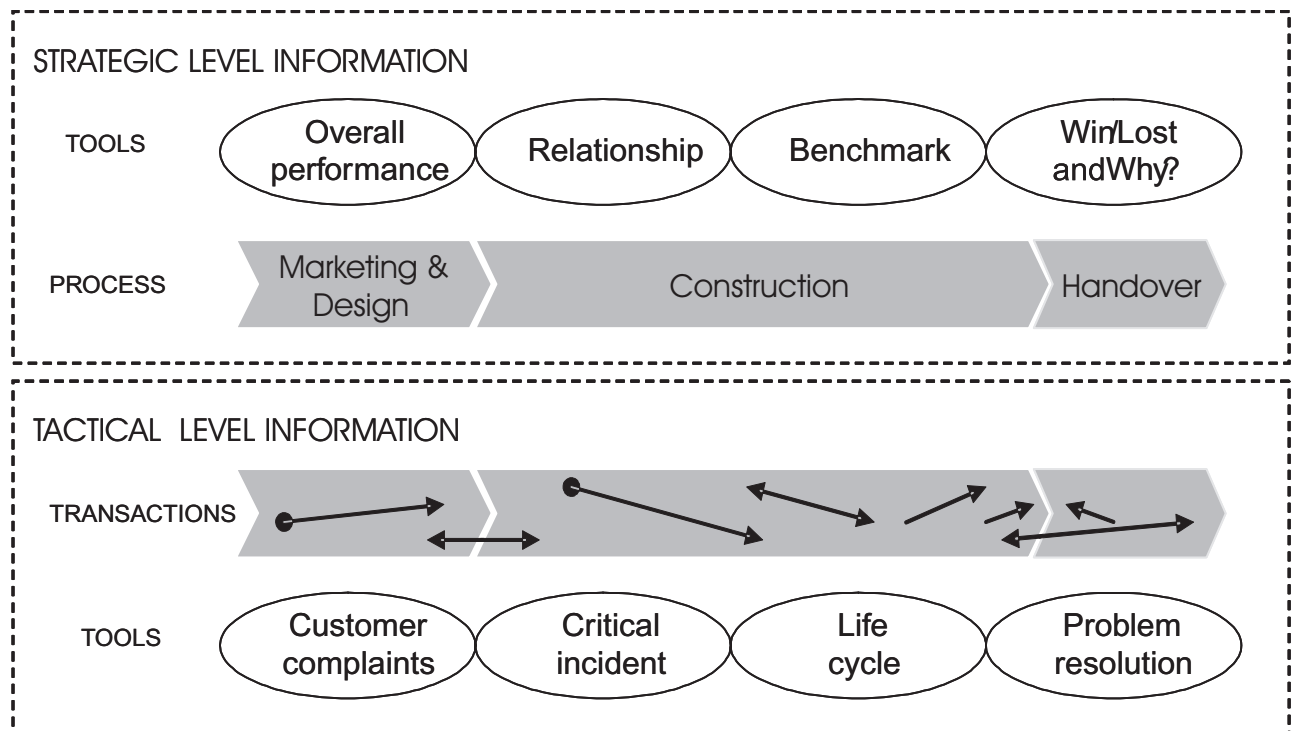 STRATEGIC LEVEL INFORMATION
TOOLS
Overall
performance
Relationship
Benchmark
Win/Lost
andWhy?
PROCESS
Marketing &
Design
Construction
Handover
TACTICAL LEVEL INFORMATION
TRANSACTIONS
TOOLS
Customer
complaints
Critical
incident
Life
cycle
Problem
resolution